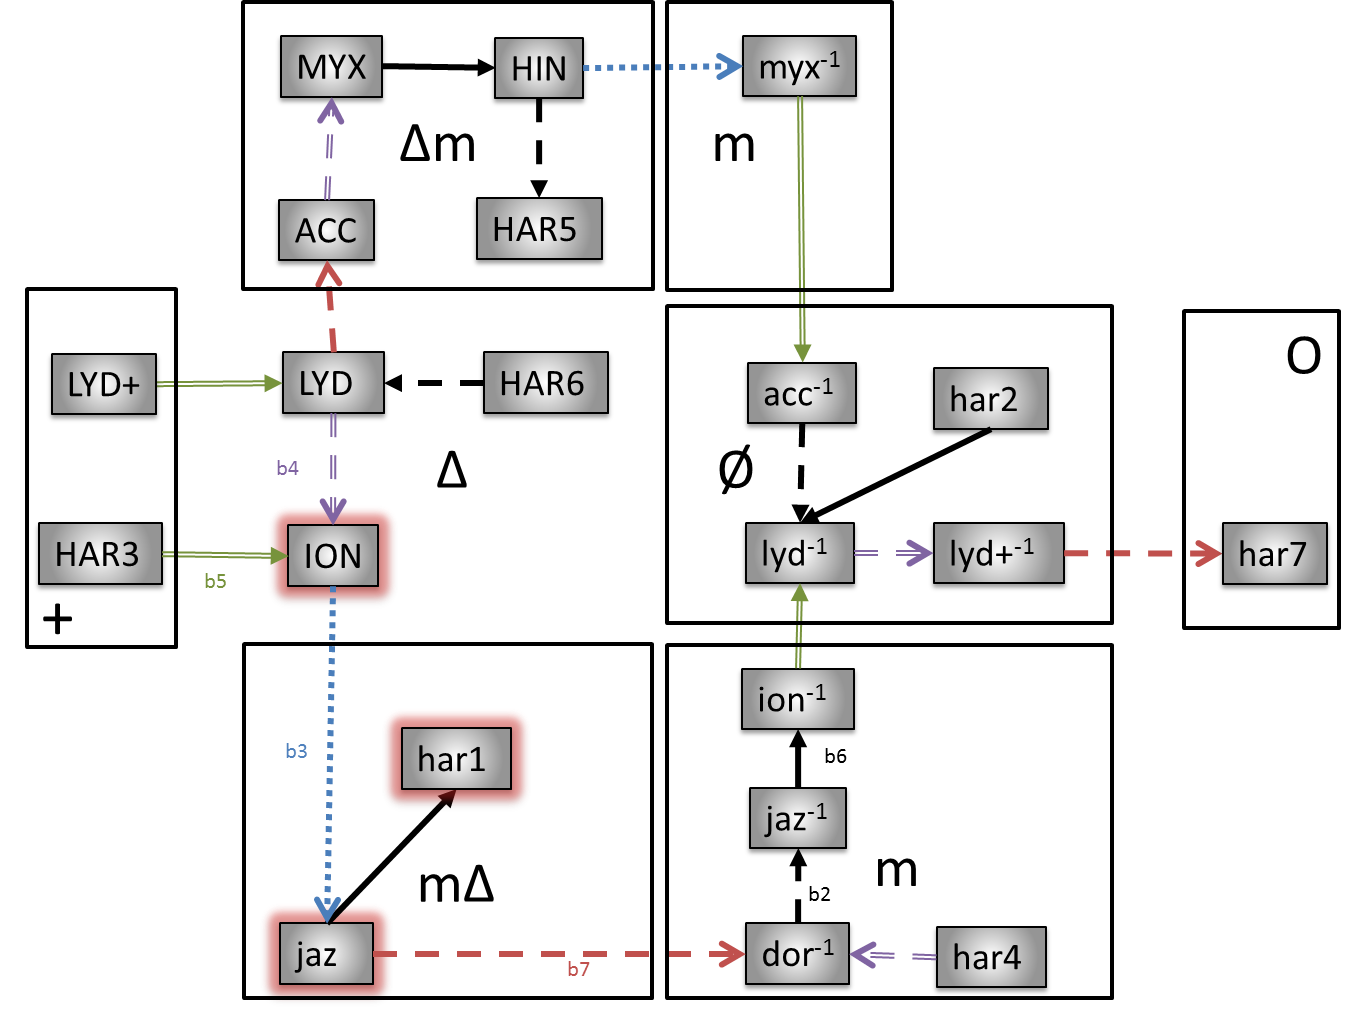 MYX
HIN
myx⁻¹
Δm
m
ACC
HAR5
O
LYD+
LYD
HAR6
acc⁻¹
har2
b4
Δ
Ø
HAR3
ION
lyd⁻¹
lyd+⁻¹
har7
b5
+
ion⁻¹
b3
har1
b6
jaz⁻¹
mΔ
m
b2
jaz
b7
dor⁻¹
har4